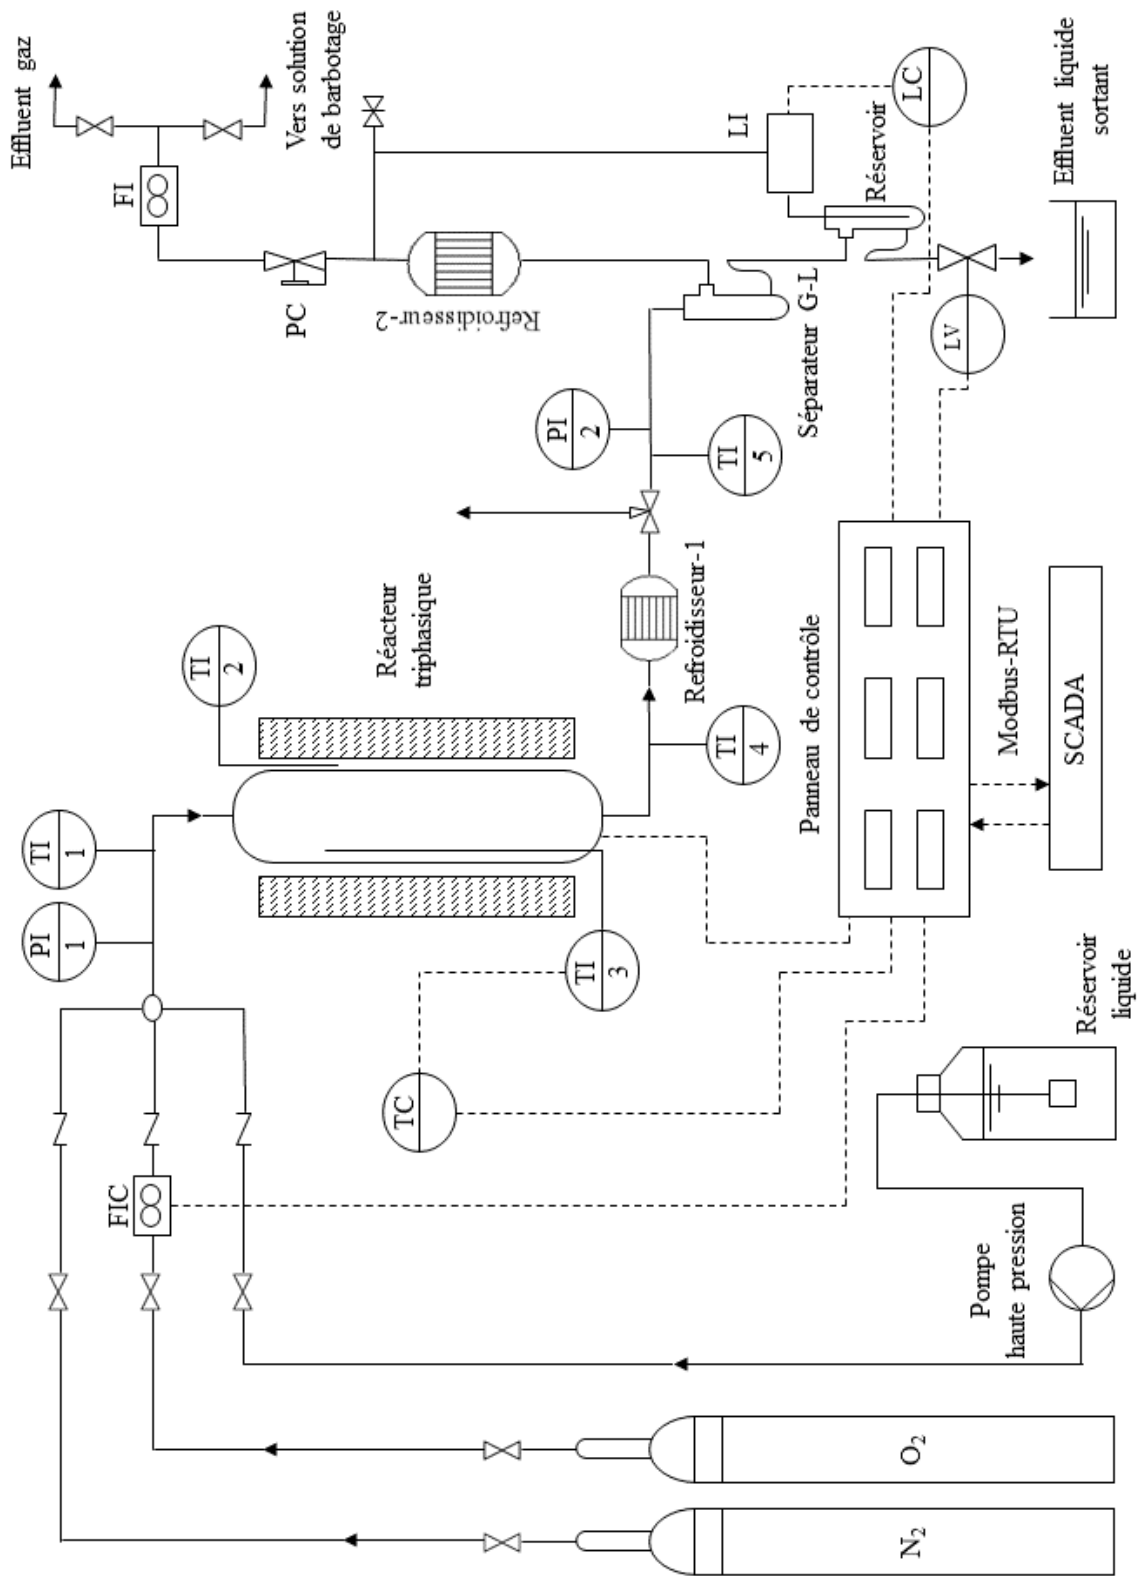 N2
O2
Pompe
haute pression
Réservoir
liquide
FIC
TC
TI
3
PI
1
TI
1
TI
2
Réacteur
triphasique
TI
4
Refroidisseur-1
Panneau de contrôle
Modbus-RTU
SCADA
PI
2
TI
5
Séparateur G-L
Refroidisseur-2
PC
FI
Effluent gaz
Vers solution
de barbotage
LI
Réservoir
LC
LV
Effluent liquide
sortant